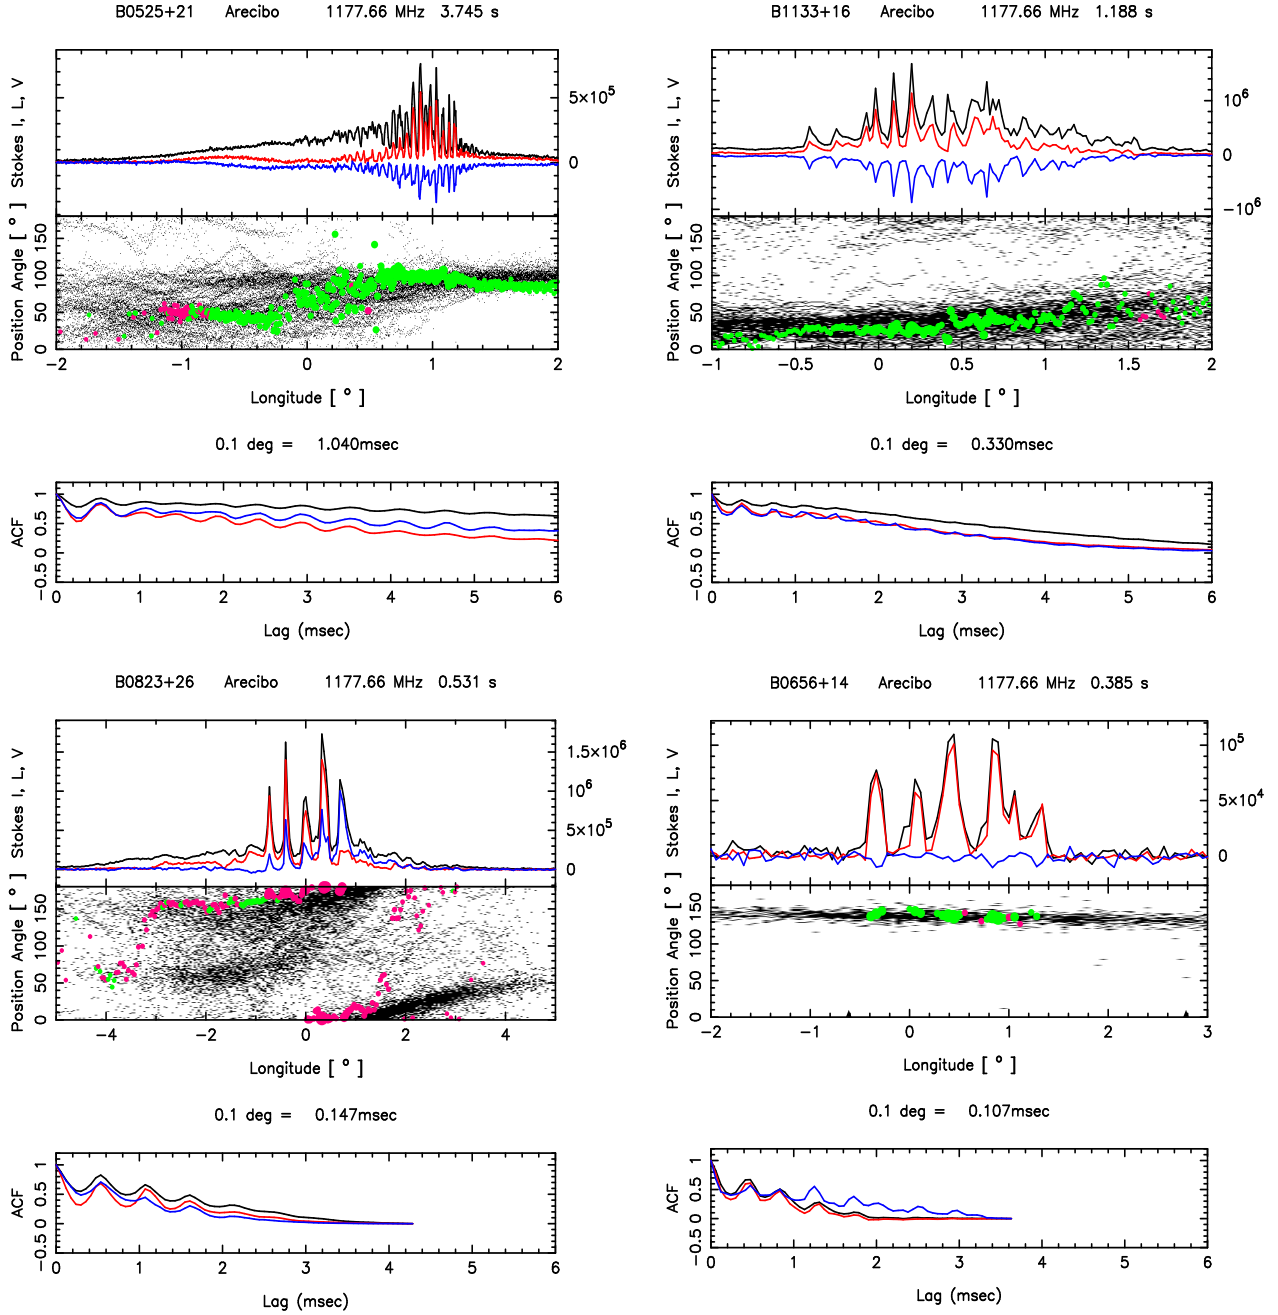 B0525+21 Arecibo 1177.66 MHz 3.745 s
Stokes I, L, V
5×10^5
0
Position Angle [ ° ]
0 50 100 150
−2 −1 0 1 2
Longitude [ ° ]
0.1 deg = 1.040msec
ACF
−0.5 0 0.5 1
0 1 2 3 4 5 6
Lag (msec)
B1133+16 Arecibo 1177.66 MHz 1.188 s
Stokes I, L, V
10^6
0
−10^6
Position Angle [ ° ]
0 50 100 150
−1 −0.5 0 0.5 1 1.5 2
Longitude [ ° ]
0.1 deg = 0.330msec
ACF
−0.5 0 0.5 1
0 1 2 3 4 5 6
Lag (msec)
B0823+26 Arecibo 1177.66 MHz 0.531 s
Stokes I, L, V
1.5×10^6
10^6
5×10^5
0
Position Angle [ ° ]
0 50 100 150
−4 −2 0 2 4
Longitude [ ° ]
0.1 deg = 0.147msec
ACF
−0.5 0 0.5 1
0 1 2 3 4 5 6
Lag (msec)
B0656+14 Arecibo 1177.66 MHz 0.385 s
Stokes I, L, V
10^5
5×10^4
0
Position Angle [ ° ]
0 50 100 150
−2 −1 0 1 2 3
Longitude [ ° ]
0.1 deg = 0.107msec
ACF
−0.5 0 0.5 1
0 1 2 3 4 5 6
Lag (msec)